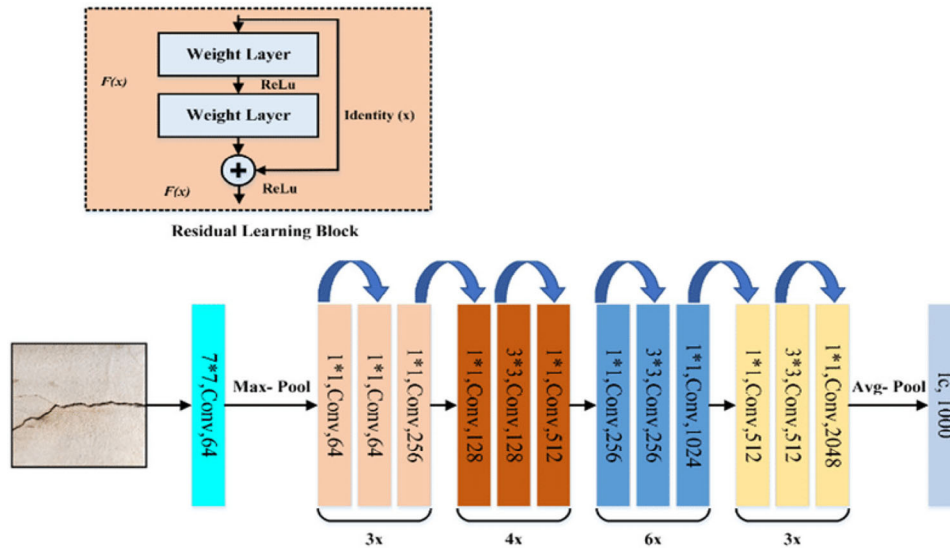 Weight Layer
F(x)
ReLu
Weight Layer
Identity (x)
+
F(x)
ReLu
Residual Learning Block
7*7,Conv,64
Max- Pool
1*1,Conv,64
1*1,Conv,64
1*1,Conv,256
1*1,Conv,128
3*3,Conv,128
1*1,Conv,512
1*1,Conv,256
3*3,Conv,256
1*1,Conv,1024
1*1,Conv,512
3*3,Conv,512
1*1,Conv,2048
Avg- Pool
1000
3x
4x
6x
3x